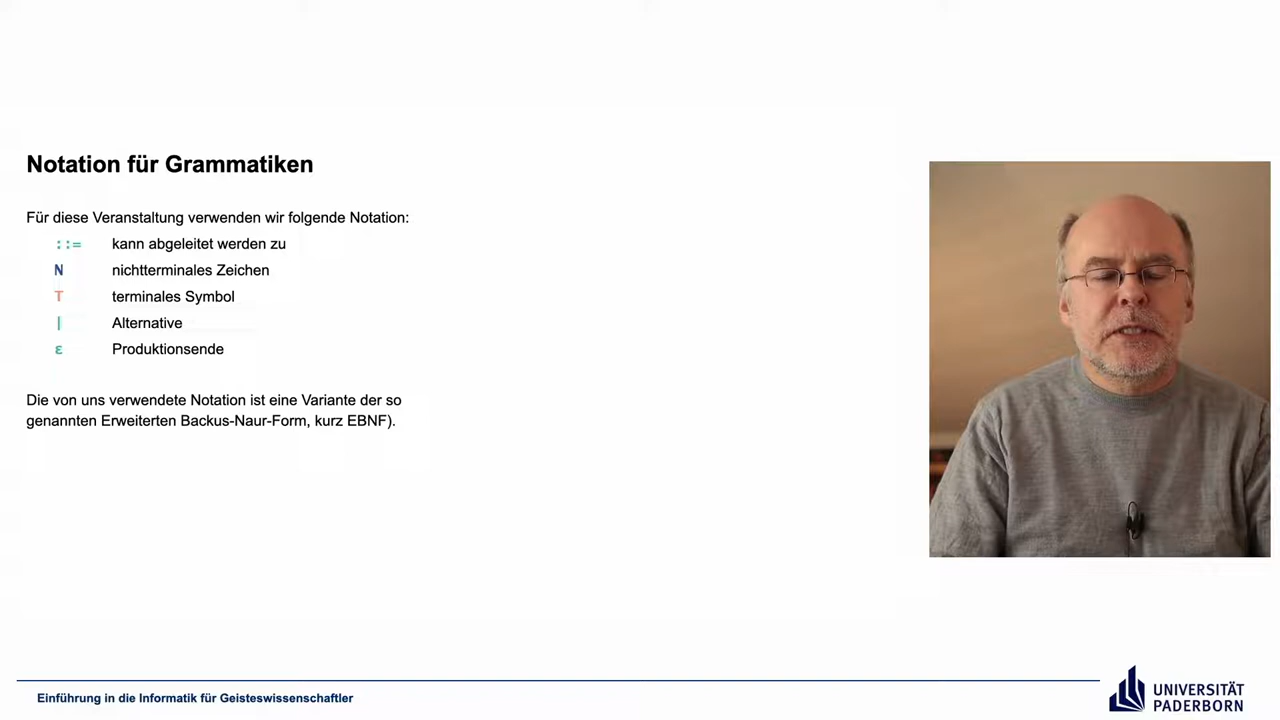 Notation für Grammatiken
Für diese Veranstaltung verwenden wir folgende Notation:
::= kann abgeleitet werden zu
N nichtterminales Zeichen
T terminales Symbol
| Alternative
ε Produktionsende
Die von uns verwendete Notation ist eine Variante der so
genannten Erweiterten Backus-Naur-Form, kurz EBNF).
Einführung in die Informatik für Geisteswissenschaftler
UNIVERSITÄT
PADERBORN